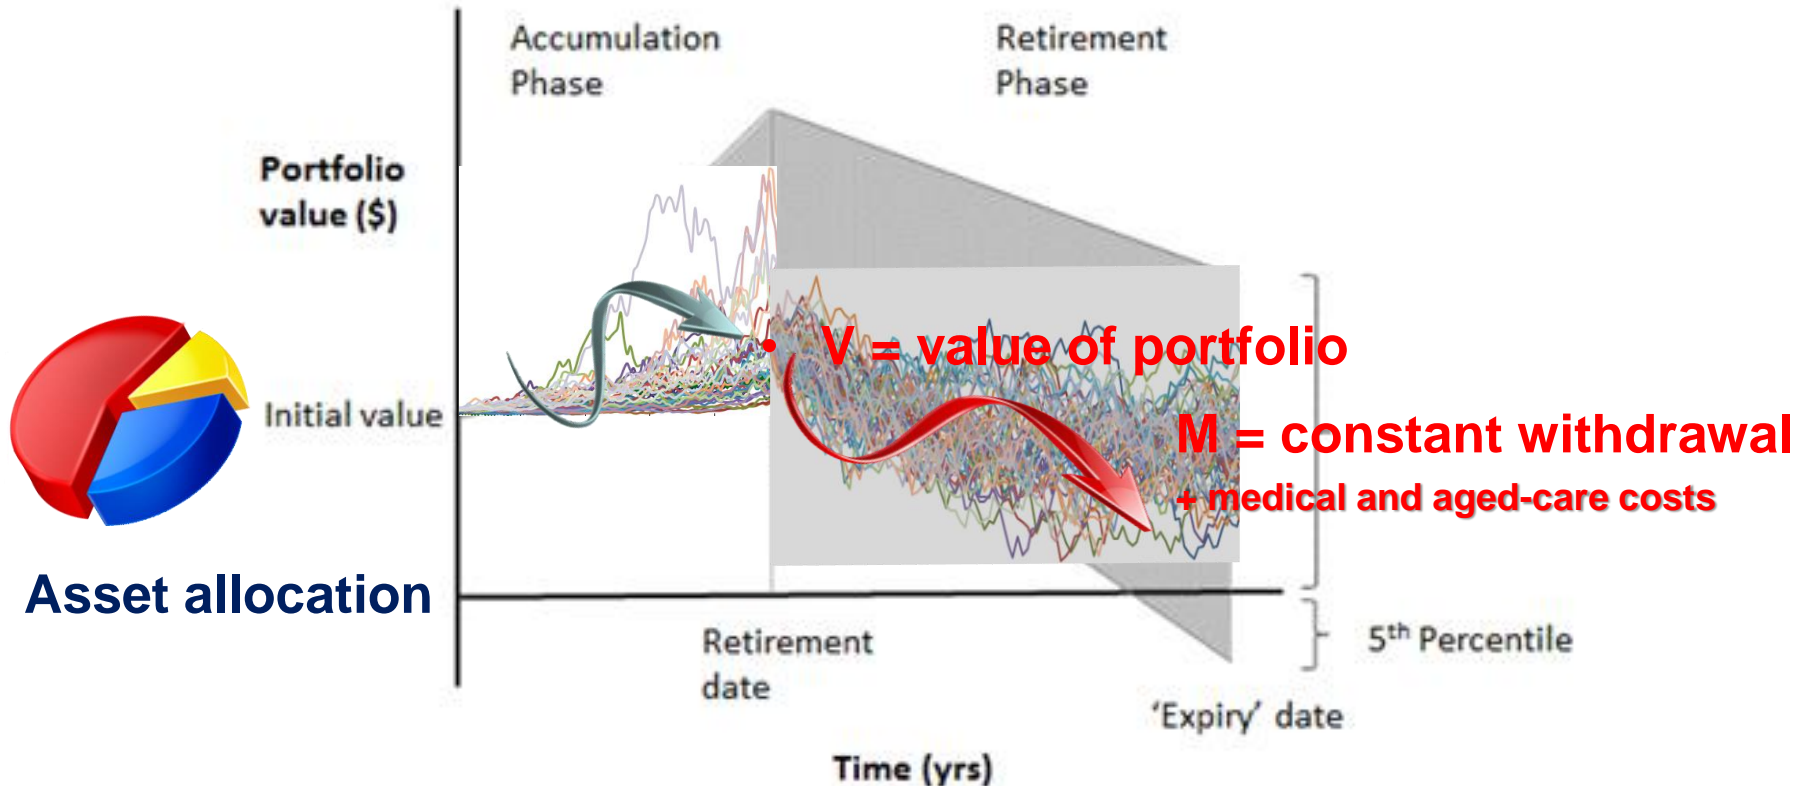 Accumulation
Phase
Retirement
Phase
Portfolio
value ($)
• V = value of portfolio
Initial value
M = constant withdrawal
+ medical and aged-care costs
Asset allocation
Retirement
date
5th Percentile
‘Expiry’ date
Time (yrs)